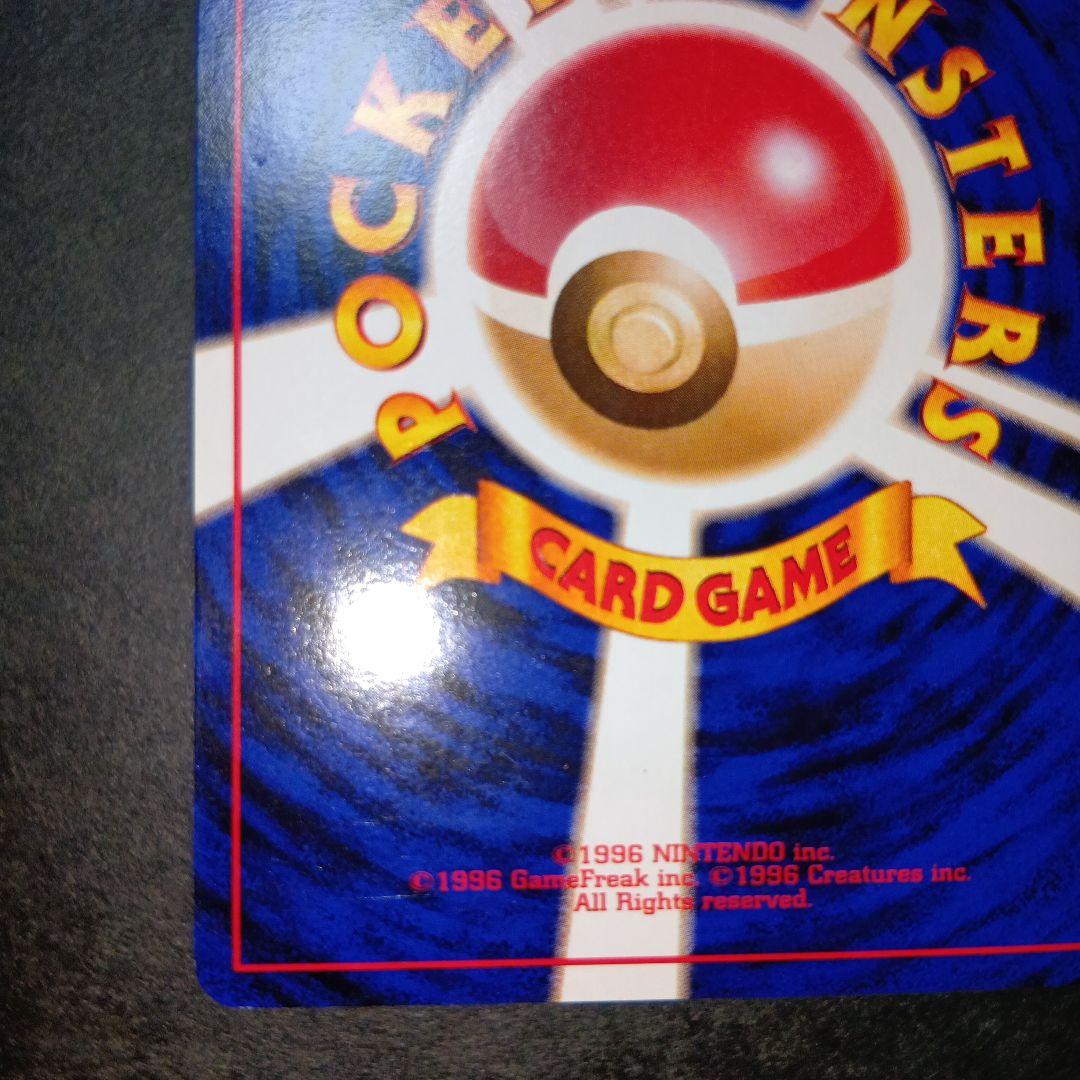 POCKE
NSTERS
CARD GAME
©1996 NINTENDO inc.
©1996 GameFreak inc. ©1996 Creatures inc.
All Rights reserved.